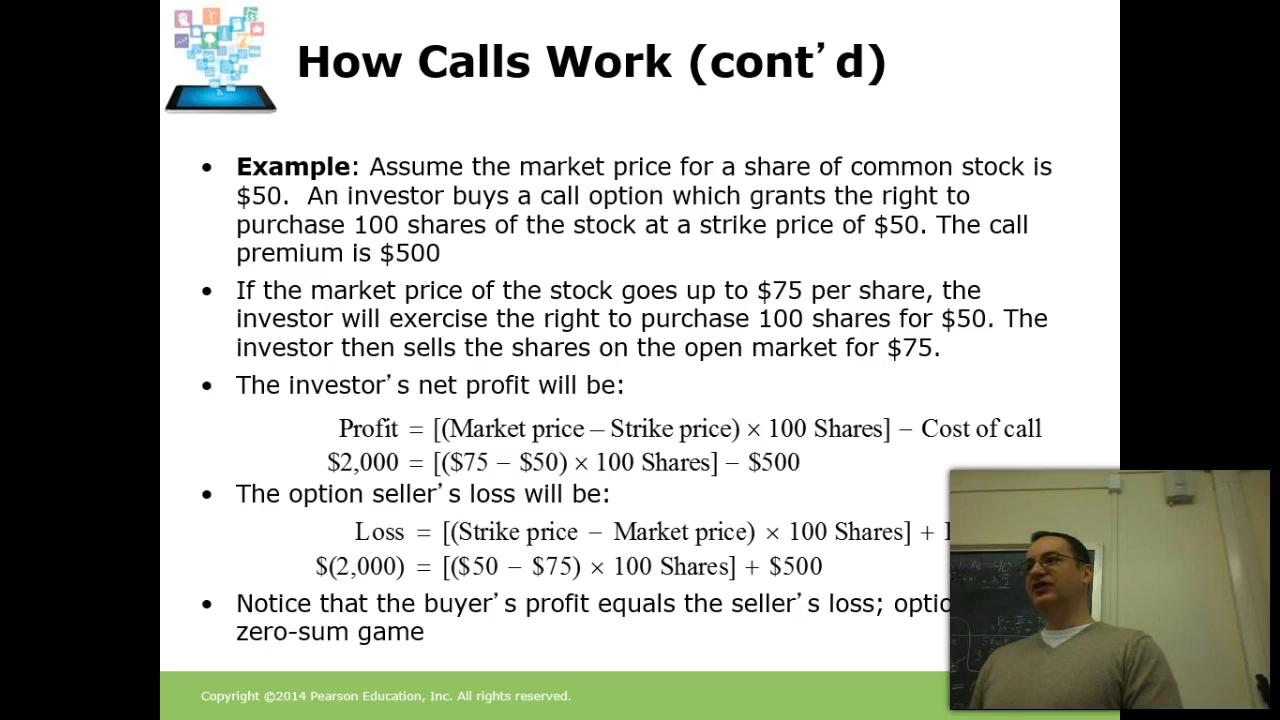 How Calls Work (cont’d)
• Example: Assume the market price for a share of common stock is
$50. An investor buys a call option which grants the right to
purchase 100 shares of the stock at a strike price of $50. The call
premium is $500
• If the market price of the stock goes up to $75 per share, the
investor will exercise the right to purchase 100 shares for $50. The
investor then sells the shares on the open market for $75.
• The investor’s net profit will be:
Profit = [(Market price – Strike price) × 100 Shares] − Cost of call
$2,000 = [($75 − $50) × 100 Shares] − $500
• The option seller’s loss will be:
Loss = [(Strike price − Market price) × 100 Shares] +
$(2,000) = [($50 − $75) × 100 Shares] + $500
• Notice that the buyer’s profit equals the seller’s loss;
zero-sum game
Copyright ©2014 Pearson Education, Inc. All rights reserved.